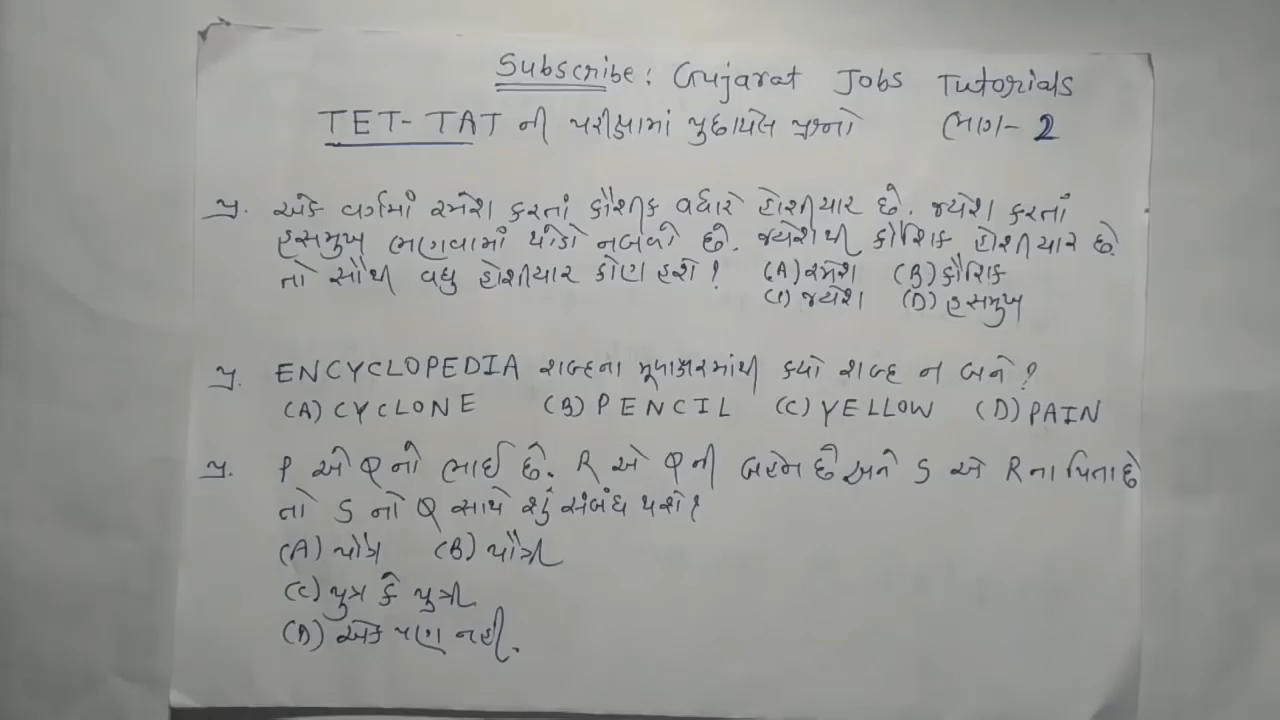 Subscribe: Gujarat Jobs Tutorials
TET-TAT ની પરીક્ષામાં પુછાયેલ પ્રશ્નો ભાગ-2
પ્ર. એક વર્ગમાં રમેશ કરતાં કૌશીક વધારે હોશીયાર છે. જયેશ કરતાં
હસમુખ ભણવામાં થોડો નબળો છે. જયેશથી કૌશિક હોશીયાર છે.
તો સૌથી વધુ હોશીયાર કોણ હશે? (A) રમેશ (B) કૌશિક
(C) જયેશ (D) હસમુખ
પ્ર. ENCYCLOPEDIA શબ્દના મૂળાક્ષરમાંથી કયો શબ્દ ન બને?
(A) CYCLONE (B) PENCIL (C) YELLOW (D) PAIN
પ્ર. P એ Q નો ભાઈ છે. R એ Q ની બહેન છે અને S એ R ના પિતા છે
તો S નો Q સાથે શું સંબંધ થશે?
(A) પૌત્ર (B) પૌત્રી
(C) પુત્ર કે પુત્રી
(D) એક પણ નહી.